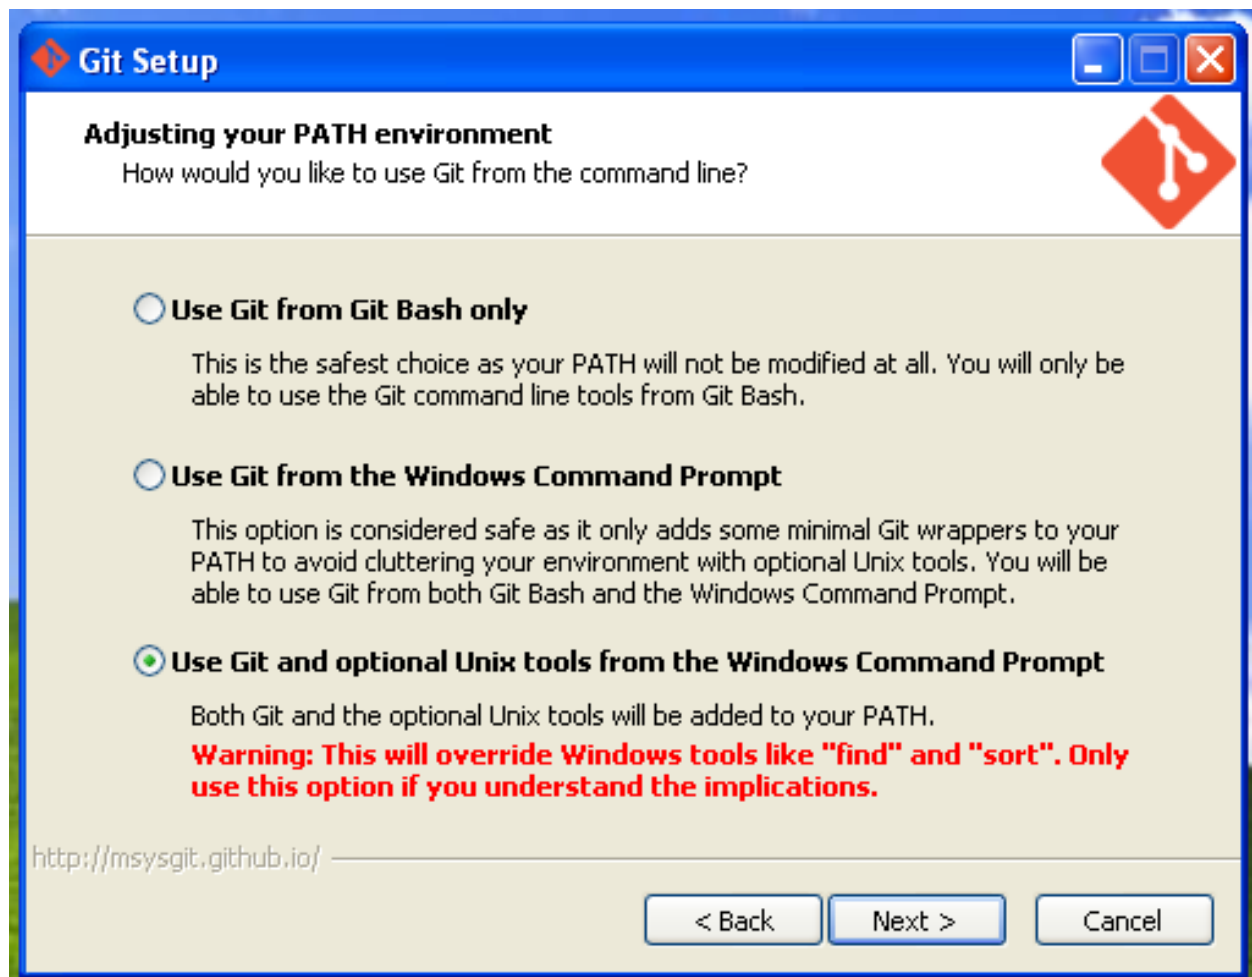 Git Setup
Adjusting your PATH environment
How would you like to use Git from the command line?
Use Git from Git Bash only
This is the safest choice as your PATH will not be modified at all. You will only be
able to use the Git command line tools from Git Bash.
Use Git from the Windows Command Prompt
This option is considered safe as it only adds some minimal Git wrappers to your
PATH to avoid cluttering your environment with optional Unix tools. You will be
able to use Git from both Git Bash and the Windows Command Prompt.
Use Git and optional Unix tools from the Windows Command Prompt
Both Git and the optional Unix tools will be added to your PATH.
Warning: This will override Windows tools like "find" and "sort". Only
use this option if you understand the implications.
http://msysgit.github.io/
< Back Next > Cancel